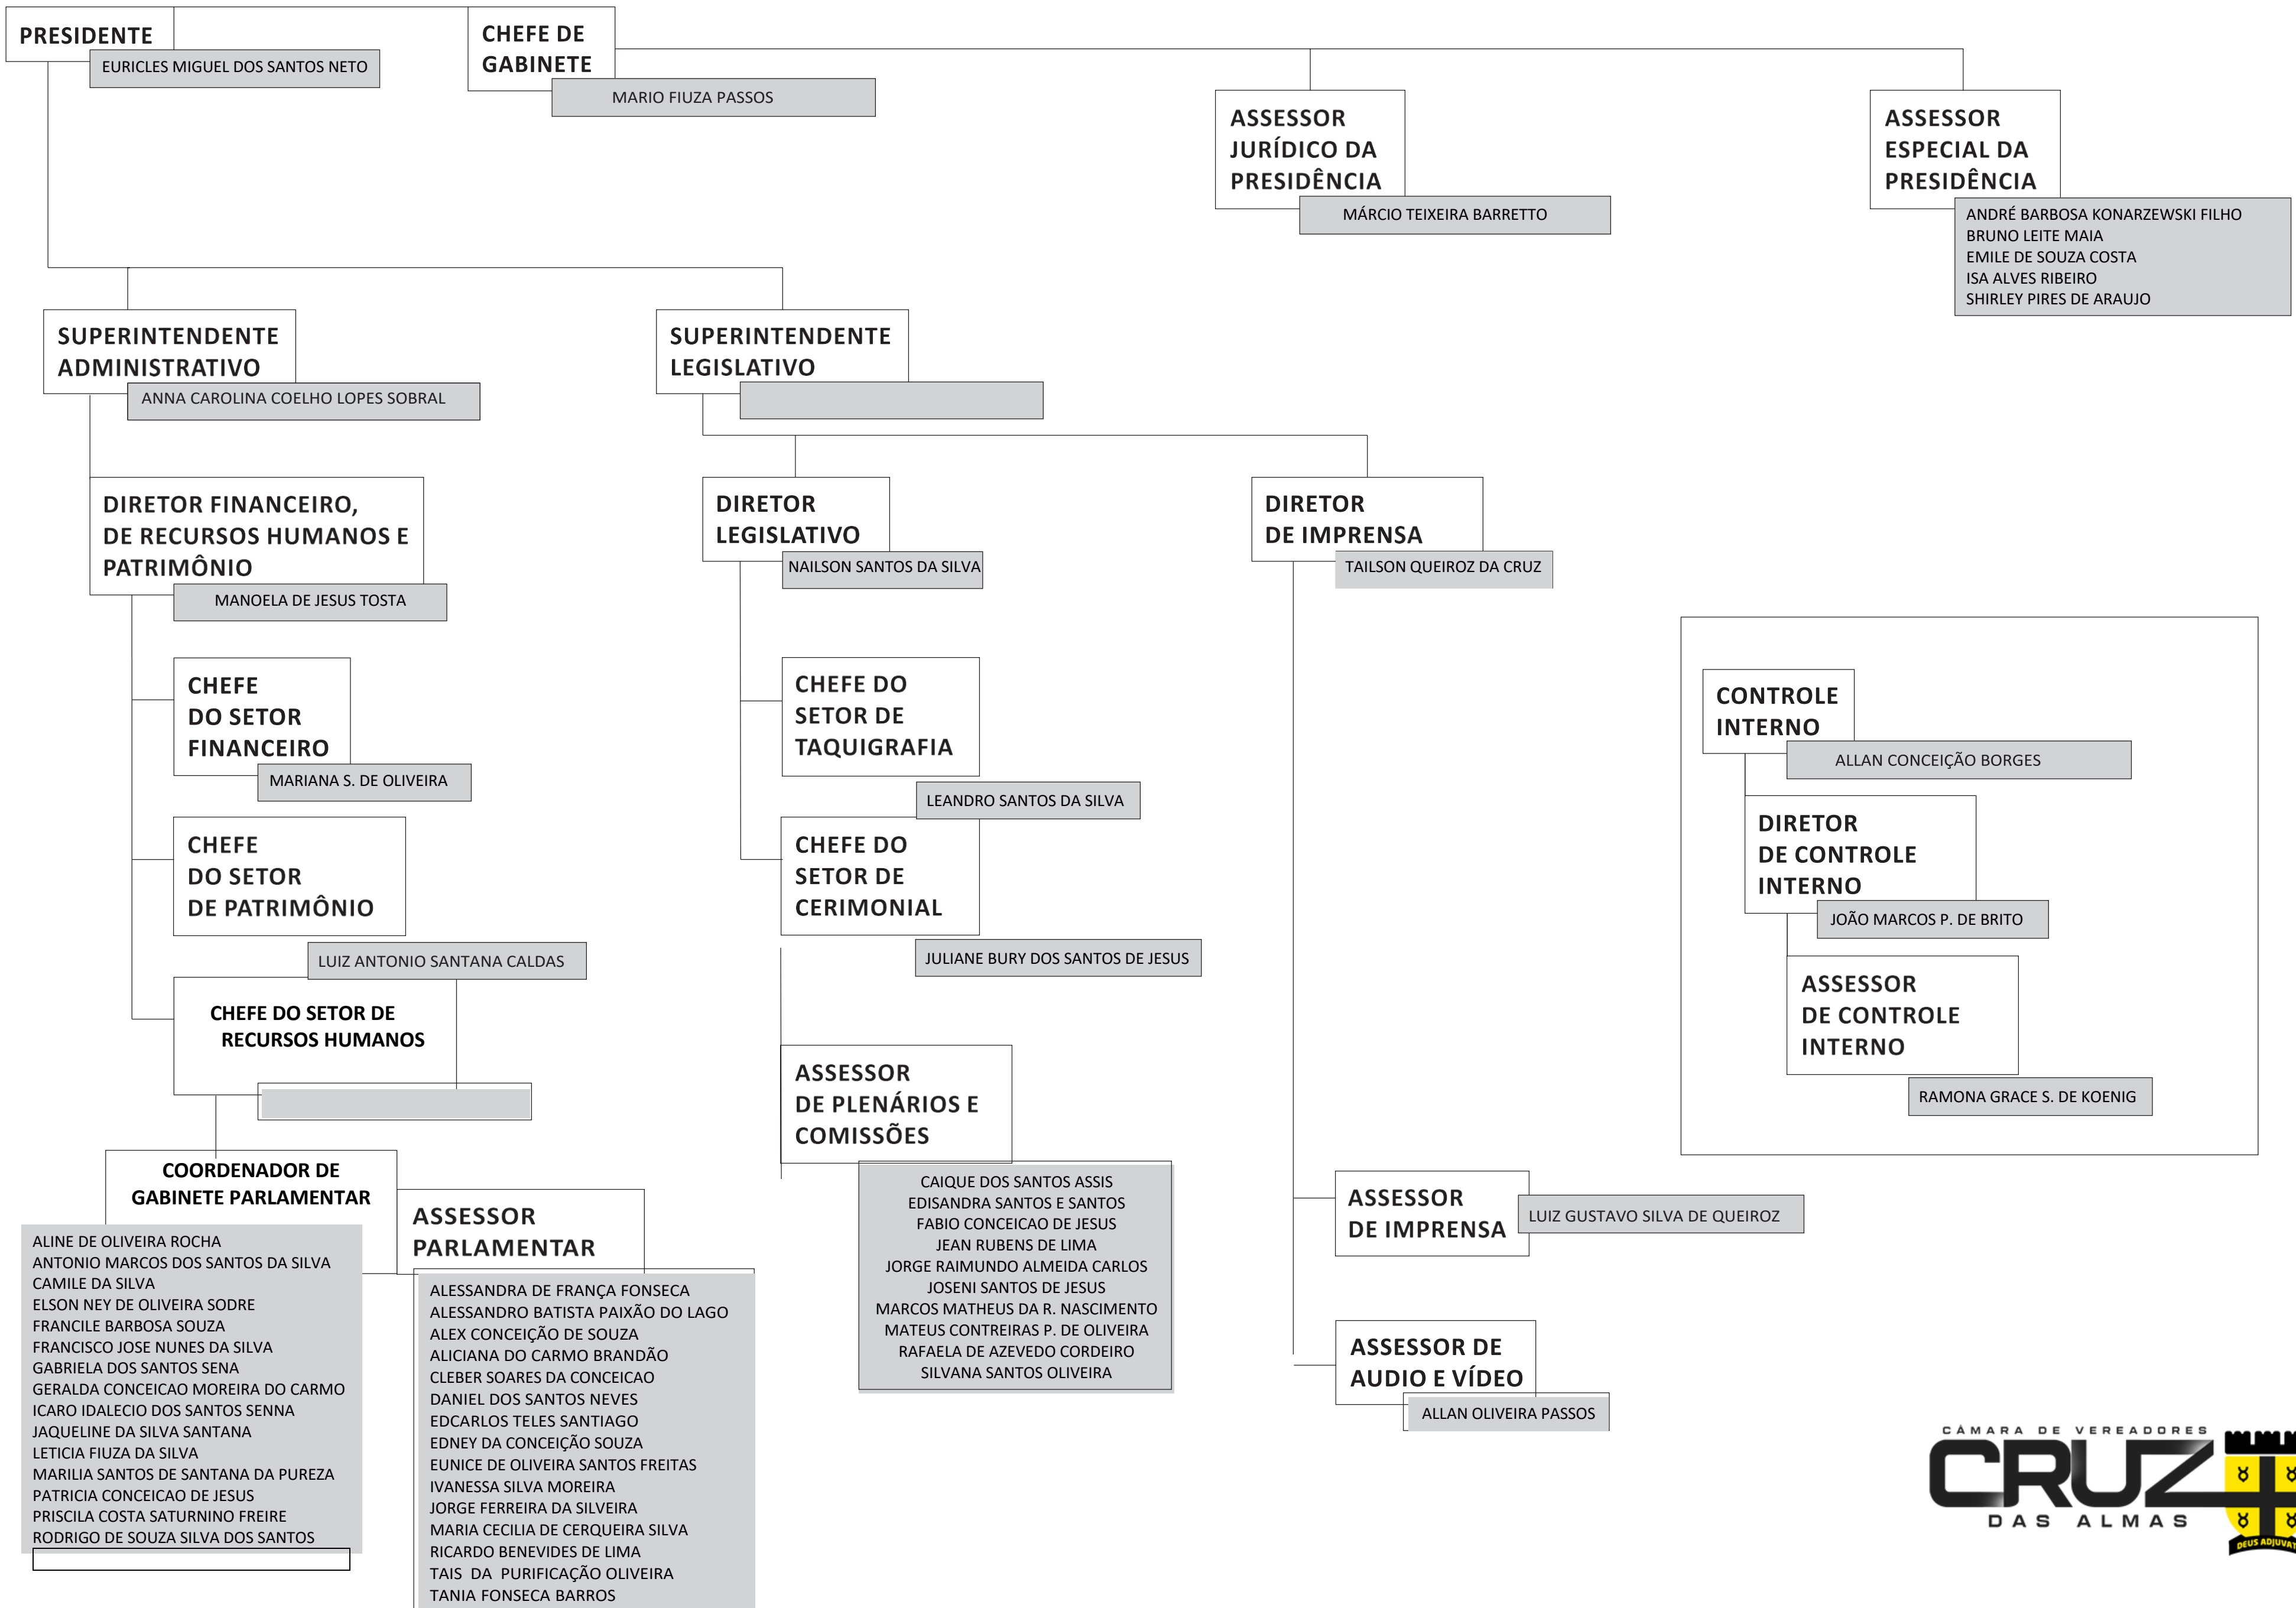 PRESIDENTE
EURICLES MIGUEL DOS SANTOS NETO
CHEFE DE
GABINETE
MARIO FIUZA PASSOS
ASSESSOR
JURÍDICO DA
PRESIDÊNCIA
MÁRCIO TEIXEIRA BARRETTO
ASSESSOR
ESPECIAL DA
PRESIDÊNCIA
ANDRÉ BARBOSA KONARZEWSKI FILHO
BRUNO LEITE MAIA
EMILE DE SOUZA COSTA
ISA ALVES RIBEIRO
SHIRLEY PIRES DE ARAUJO
SUPERINTENDENTE
ADMINISTRATIVO
ANNA CAROLINA COELHO LOPES SOBRAL
SUPERINTENDENTE
LEGISLATIVO
DIRETOR FINANCEIRO,
DE RECURSOS HUMANOS E
PATRIMÔNIO
MANOELA DE JESUS TOSTA
DIRETOR
LEGISLATIVO
NAILSON SANTOS DA SILVA
DIRETOR
DE IMPRENSA
TAILSON QUEIROZ DA CRUZ
CHEFE
DO SETOR
FINANCEIRO
MARIANA S. DE OLIVEIRA
CHEFE
DO SETOR
DE PATRIMÔNIO
LUIZ ANTONIO SANTANA CALDAS
CHEFE DO SETOR DE
RECURSOS HUMANOS
CHEFE DO
SETOR DE
TAQUIGRAFIA
LEANDRO SANTOS DA SILVA
CHEFE DO
SETOR DE
CERIMONIAL
JULIANE BURY DOS SANTOS DE JESUS
CONTROLE
INTERNO
ALLAN CONCEIÇÃO BORGES
DIRETOR
DE CONTROLE
INTERNO
JOÃO MARCOS P. DE BRITO
ASSESSOR
DE CONTROLE
INTERNO
RAMONA GRACE S. DE KOENIG
COORDENADOR DE
GABINETE PARLAMENTAR
ALINE DE OLIVEIRA ROCHA
ANTONIO MARCOS DOS SANTOS DA SILVA
CAMILE DA SILVA
ELSON NEY DE OLIVEIRA SODRE
FRANCILE BARBOSA SOUZA
FRANCISCO JOSE NUNES DA SILVA
GABRIELA DOS SANTOS SENA
GERALDA CONCEICAO MOREIRA DO CARMO
ICARO IDALECIO DOS SANTOS SENNA
JAQUELINE DA SILVA SANTANA
LETICIA FIUZA DA SILVA
MARILIA SANTOS DE SANTANA DA PUREZA
PATRICIA CONCEICAO DE JESUS
PRISCILA COSTA SATURNINO FREIRE
RODRIGO DE SOUZA SILVA DOS SANTOS
ASSESSOR
PARLAMENTAR
ALESSANDRA DE FRANÇA FONSECA
ALESSANDRO BATISTA PAIXÃO DO LAGO
ALEX CONCEIÇÃO DE SOUZA
ALICIANA DO CARMO BRANDÃO
CLEBER SOARES DA CONCEICAO
DANIEL DOS SANTOS NEVES
EDCARLOS TELES SANTIAGO
EDNEY DA CONCEIÇÃO SOUZA
EUNICE DE OLIVEIRA SANTOS FREITAS
IVANESSA SILVA MOREIRA
JORGE FERREIRA DA SILVEIRA
MARIA CECILIA DE CERQUEIRA SILVA
RICARDO BENEVIDES DE LIMA
TAIS DA PURIFICAÇÃO OLIVEIRA
TANIA FONSECA BARROS
ASSESSOR
DE PLENÁRIOS E
COMISSÕES
CAIQUE DOS SANTOS ASSIS
EDISANDRA SANTOS E SANTOS
FABIO CONCEICAO DE JESUS
JEAN RUBENS DE LIMA
JORGE RAIMUNDO ALMEIDA CARLOS
JOSENI SANTOS DE JESUS
MARCOS MATHEUS DA R. NASCIMENTO
MATEUS CONTREIRAS P. DE OLIVEIRA
RAFAELA DE AZEVEDO CORDEIRO
SILVANA SANTOS OLIVEIRA
ASSESSOR
DE IMPRENSA
LUIZ GUSTAVO SILVA DE QUEIROZ
ASSESSOR DE
AUDIO E VÍDEO
ALLAN OLIVEIRA PASSOS
CÂMARA DE VEREADORES
CRUZ
DAS ALMAS
DEUS ADJUVAT